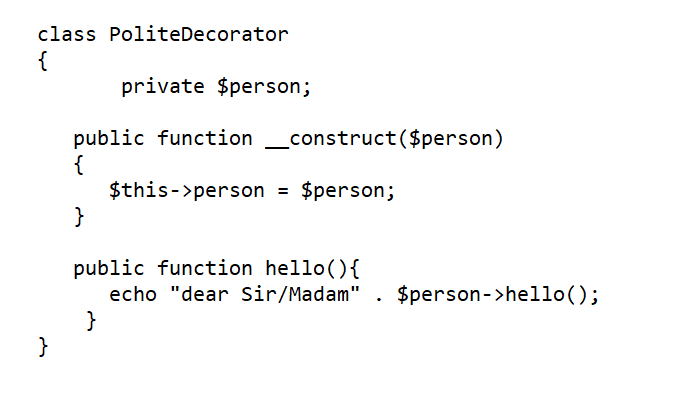 class PoliteDecorator
{
private $person;
public function __construct($person)
{
$this->person = $person;
}
public function hello(){
echo "dear Sir/Madam" . $person->hello();
}
}